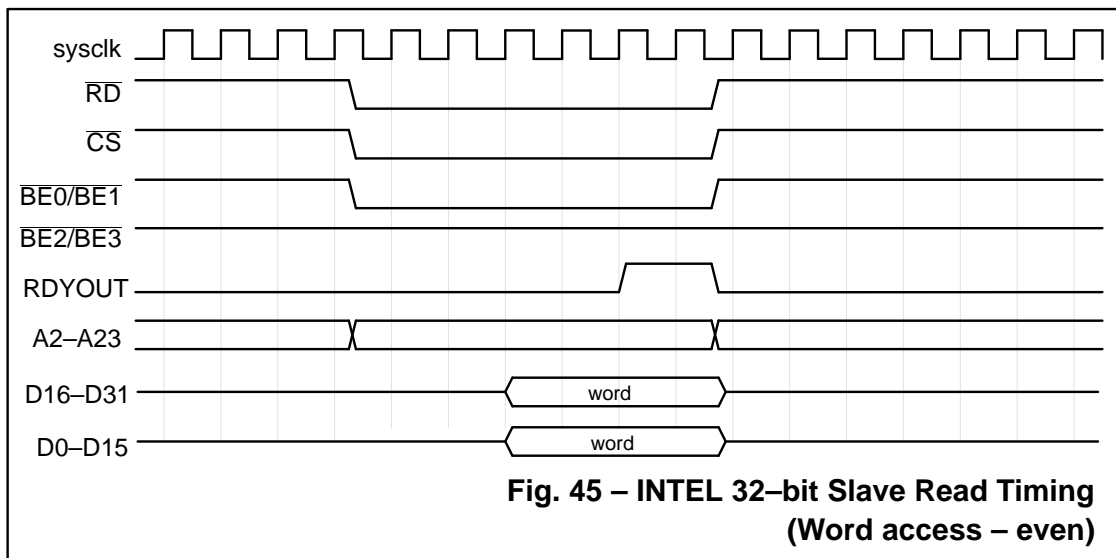 sysclk
RD
CS
BE0/BE1
BE2/BE3
RDYOUT
A2–A23
D16–D31 word
D0–D15 word
Fig. 45 – INTEL 32–bit Slave Read Timing
(Word access – even)